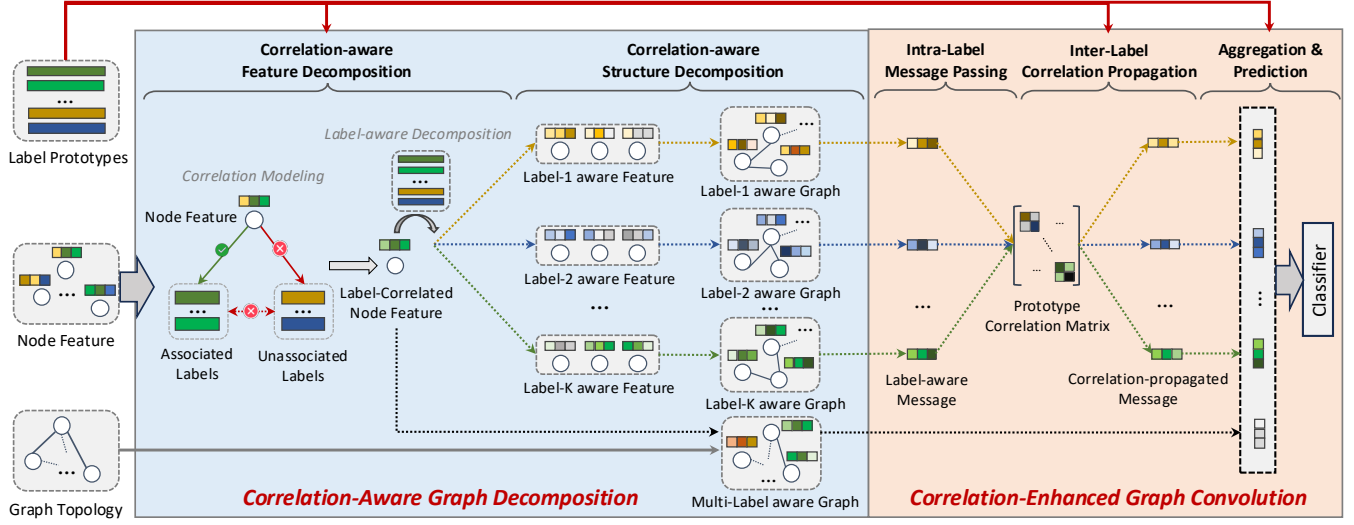 Correlation-aware
Feature Decomposition
Correlation-aware
Structure Decomposition
Intra-Label
Message Passing
Inter-Label
Correlation Propagation
Aggregation &
Prediction
Label Prototypes
Node Feature
Graph Topology
Correlation Modeling
Node Feature
Associated
Labels
Unassociated
Labels
Label-aware Decomposition
Label-Correlated
Node Feature
Label-1 aware Feature
Label-2 aware Feature
...
Label-K aware Feature
Label-1 aware Graph
Label-2 aware Graph
...
Label-K aware Graph
Multi-Label aware Graph
...
Label-aware
Message
Prototype
Correlation Matrix
...
Correlation-propagated
Message
Classifier
Correlation-Aware Graph Decomposition
Correlation-Enhanced Graph Convolution